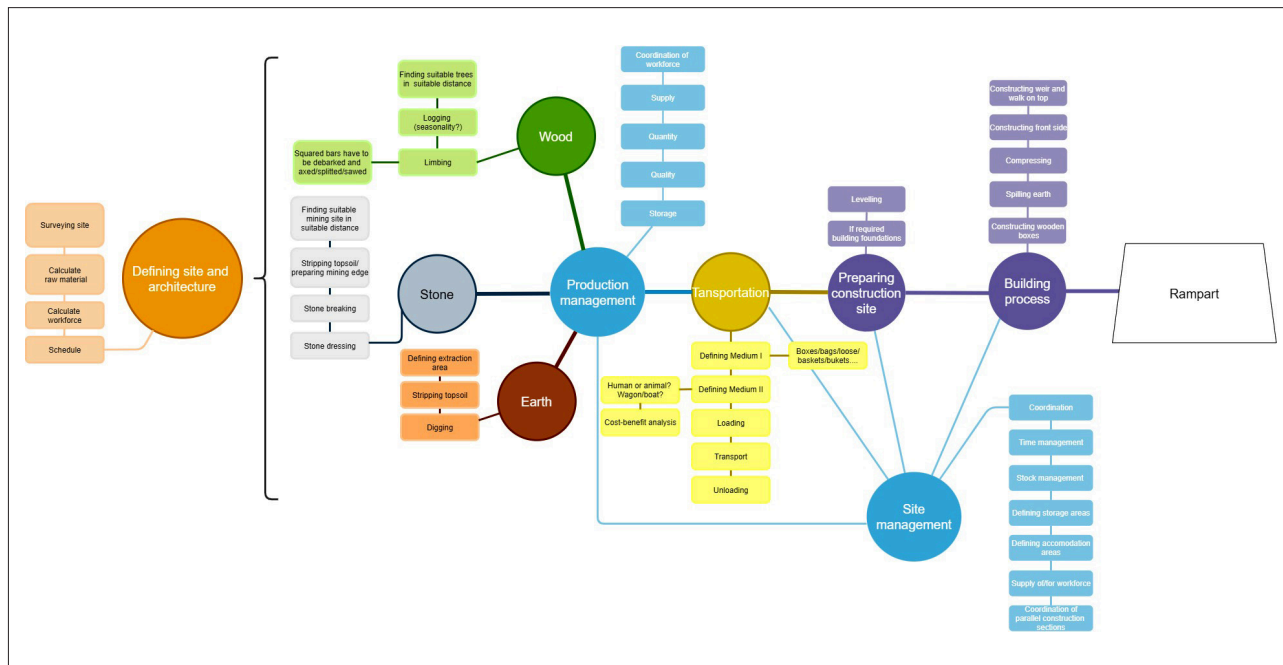 Surveying site
Calculate
raw material
Calculate
workforce
Schedule
Defining site and
architecture
Finding suitable trees
in suitable distance
Logging
(seasonality?)
Limbing
Squared bars have to
be debarked and
axed/splitted/sawed
Wood
Finding suitable
mining site in
suitable distance
Stripping topsoil/
preparing mining edge
Stone breaking
Stone dressing
Stone
Defining extraction
area
Stripping topsoil
Digging
Earth
Coordination of
workforce
Supply
Quantity
Quality
Storage
Production
management
Tansportation
Defining Medium I
Boxes/bags/loose/
baskets/bukets....
Defining Medium II
Human or animal?
Wagon/boat?
Cost-benefit analysis
Loading
Transport
Unloading
Levelling
If required
building foundations
Preparing
construction
site
Constructing weir and
walk on top
Constructing front side
Compressing
Spilling earth
Constructing wooden
boxes
Building
process
Rampart
Site
management
Coordination
Time management
Stock management
Defining storage areas
Defining accomodation
areas
Supply of/for workforce
Coordination of
parallel construction
sections